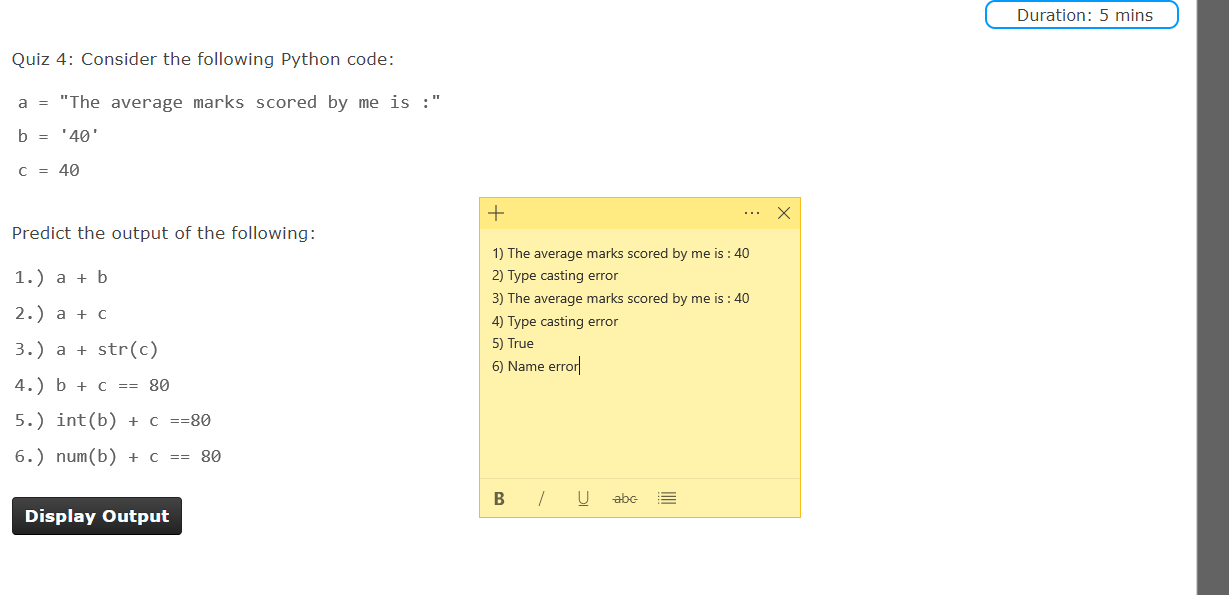 Duration: 5 mins
Quiz 4: Consider the following Python code:
a = "The average marks scored by me is :"
b = '40'
c = 40
Predict the output of the following:
1.) a + b
2.) a + c
3.) a + str(c)
4.) b + c == 80
5.) int(b) + c ==80
6.) num(b) + c == 80
Display Output
1) The average marks scored by me is : 40
2) Type casting error
3) The average marks scored by me is : 40
4) Type casting error
5) True
6) Name error
B / U abc